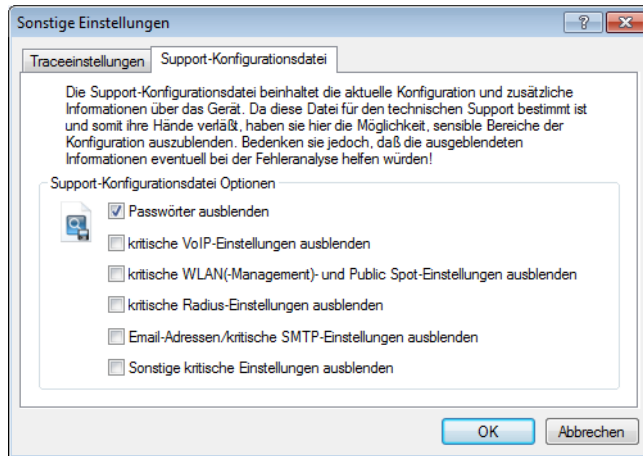 Sonstige Einstellungen
Traceeinstellungen
Support-Konfigurationsdatei
Die Support-Konfigurationsdatei beinhaltet die aktuelle Konfiguration und zusätzliche
Informationen über das Gerät. Da diese Datei für den technischen Support bestimmt ist
und somit ihre Hände verläßt, haben sie hier die Möglichkeit, sensible Bereiche der
Konfiguration auszublenden. Bedenken sie jedoch, daß die ausgeblendeten
Informationen eventuell bei der Fehleranalyse helfen würden!
Support-Konfigurationsdatei Optionen
Passwörter ausblenden
kritische VoIP-Einstellungen ausblenden
kritische WLAN(-Management)- und Public Spot-Einstellungen ausblenden
kritische Radius-Einstellungen ausblenden
Email-Adressen/kritische SMTP-Einstellungen ausblenden
Sonstige kritische Einstellungen ausblenden
OK
Abbrechen